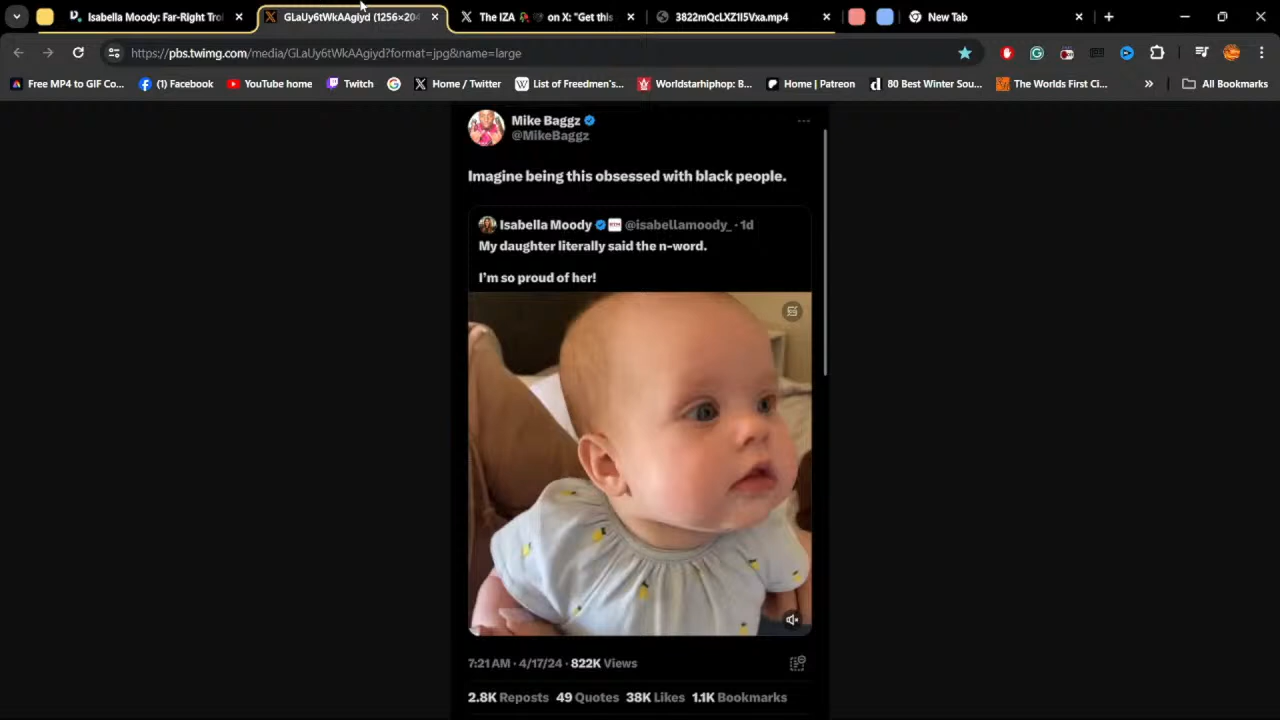 Isabella Moody: Far-Right Trol
GLaUy6tWkAAgiyd (1256×204
The IZA on X: "Get this
3822mQcLXZ1I5Vxa.mp4
New Tab
https://pbs.twimg.com/media/GLaUy6tWkAAgiyd?format=jpg&name=large
Free MP4 to GIF Co...
(1) Facebook
YouTube home
Twitch
Home / Twitter
List of Freedmen's...
Worldstarhiphop: B...
Home | Patreon
80 Best Winter Sou...
The Worlds First Ci...
All Bookmarks
Mike Baggz
@MikeBaggz
Imagine being this obsessed with black people.
Isabella Moody @isabellamoody_ · 1d
My daughter literally said the n-word.
I'm so proud of her!
7:21 AM · 4/17/24 · 822K Views
2.8K Reposts 49 Quotes 38K Likes 1.1K Bookmarks